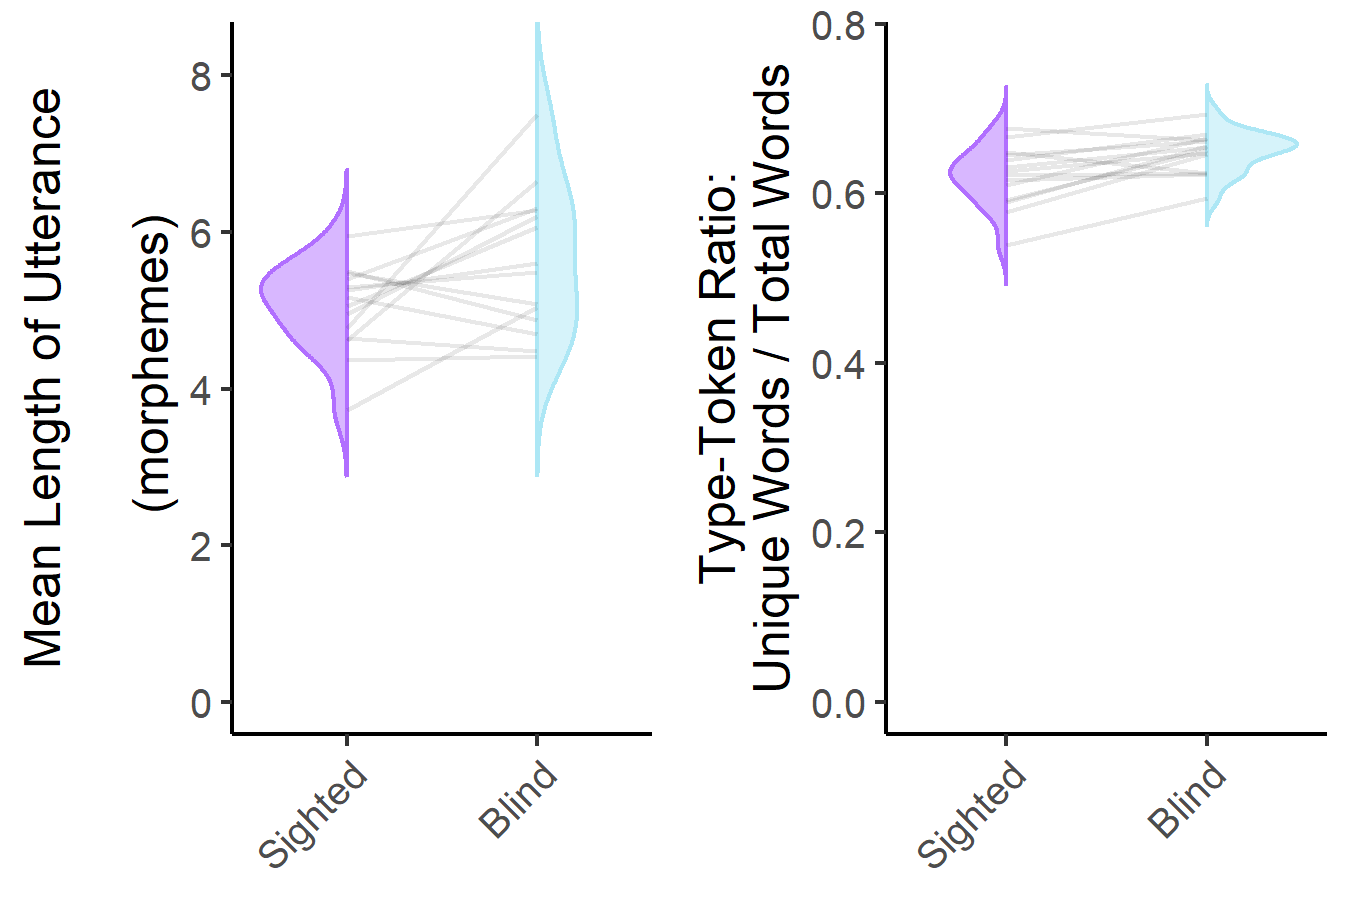 Mean Length of Utterance
(morphemes)
8
6
4
2
0
Sighted
Blind
Type-Token Ratio:
Unique Words / Total Words
0.8
0.6
0.4
0.2
0.0
Sighted
Blind